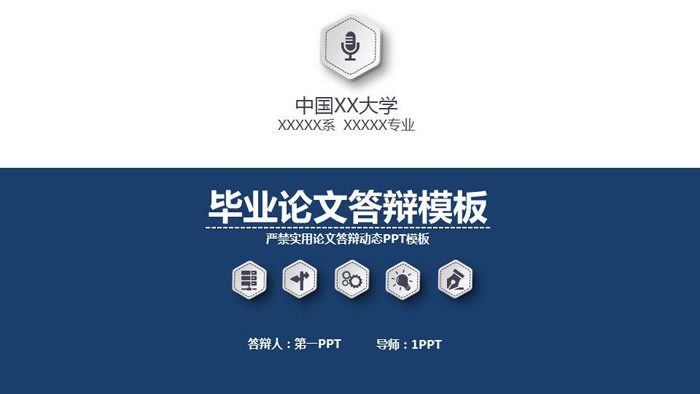 中国XX大学
XXXXX系 XXXXX专业
毕业论文答辩模板
严禁实用论文答辩动态PPT模板
答辩人：第一PPT 导师：1PPT